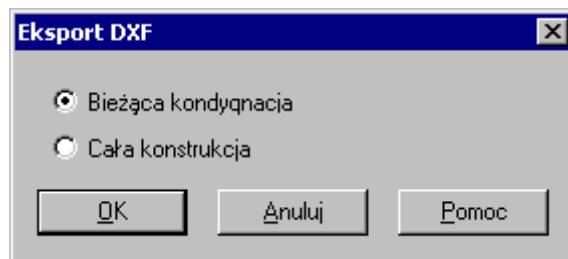 Eksport DXF
Bieżąca kondygnacja
Cała konstrukcja
OK Anuluj Pomoc